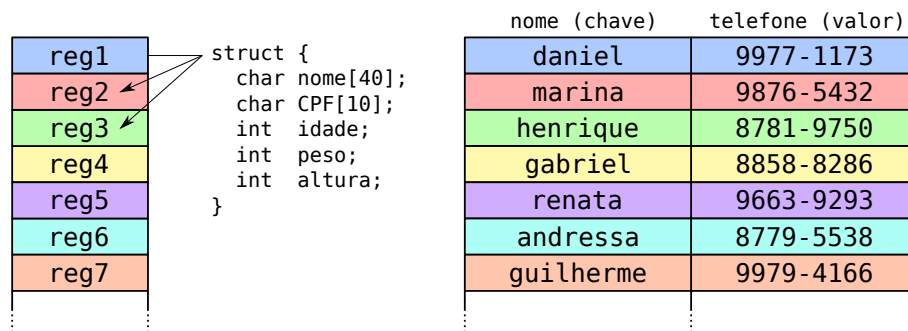 reg1
reg2
reg3
reg4
reg5
reg6
reg7
struct {
  char nome[40];
  char CPF[10];
  int  idade;
  int  peso;
  int  altura;
}
nome (chave) telefone (valor)
daniel 9977-1173
marina 9876-5432
henrique 8781-9750
gabriel 8858-8286
renata 9663-9293
andressa 8779-5538
guilherme 9979-4166